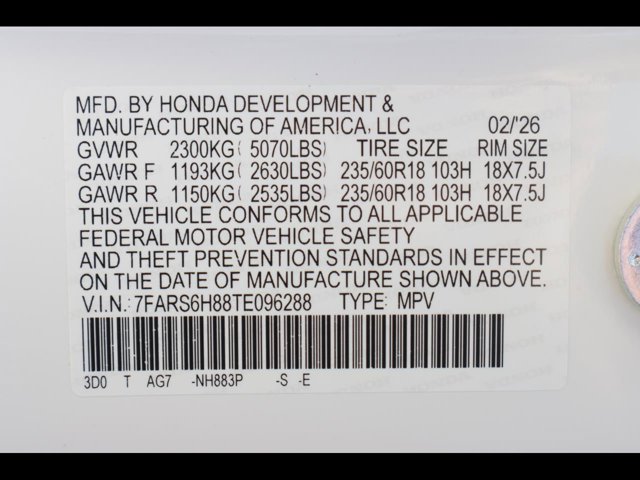 MFD. BY HONDA DEVELOPMENT &
MANUFACTURING OF AMERICA, LLC 02/'26
GVWR 2300KG( 5070LBS) TIRE SIZE RIM SIZE
GAWR F 1193KG( 2630LBS) 235/60R18 103H 18X7.5J
GAWR R 1150KG( 2535LBS) 235/60R18 103H 18X7.5J
THIS VEHICLE CONFORMS TO ALL APPLICABLE
FEDERAL MOTOR VEHICLE SAFETY
AND THEFT PREVENTION STANDARDS IN EFFECT
ON THE DATE OF MANUFACTURE SHOWN ABOVE.
V.I.N.:7FARS6H88TE096288 TYPE: MPV
3D0 T AG7 -NH883P -S -E